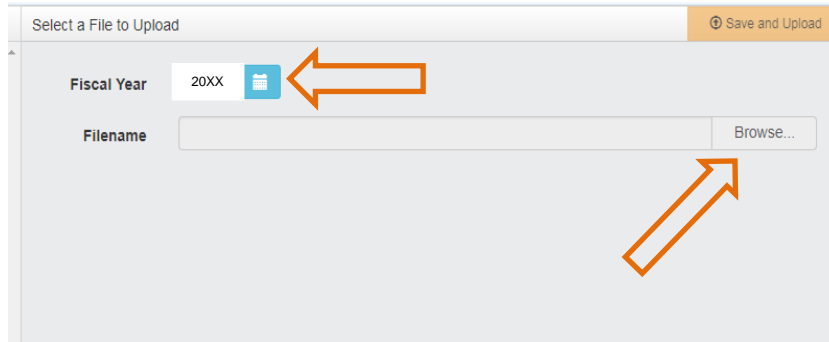 Select a File to Upload
Save and Upload
Fiscal Year
20XX
Filename
Browse...